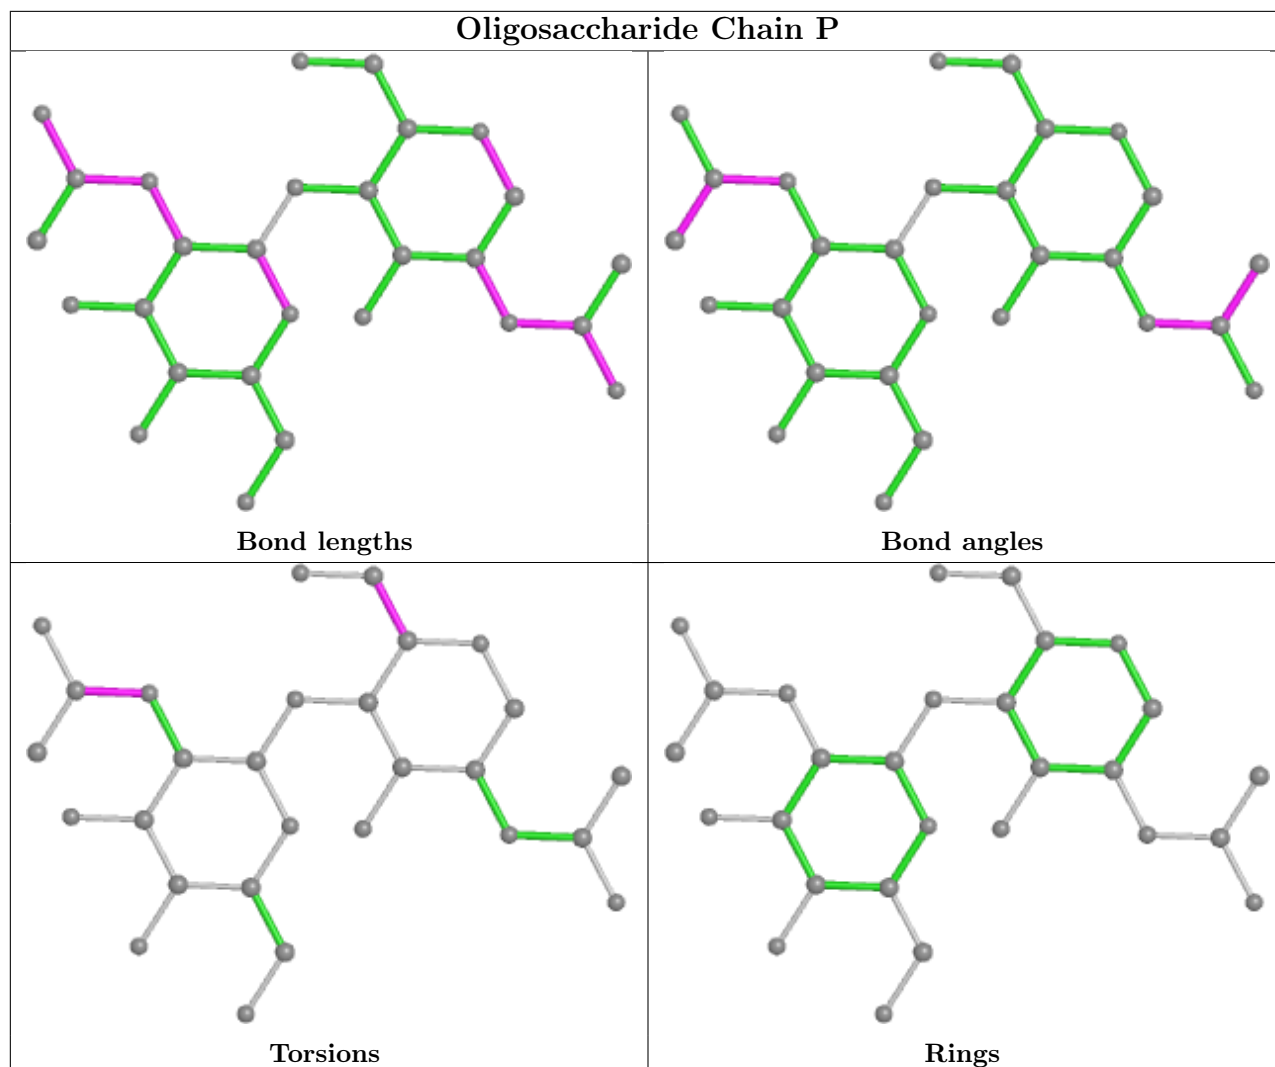 Oligosaccharide Chain P
Bond lengths
Bond angles
Torsions
Rings